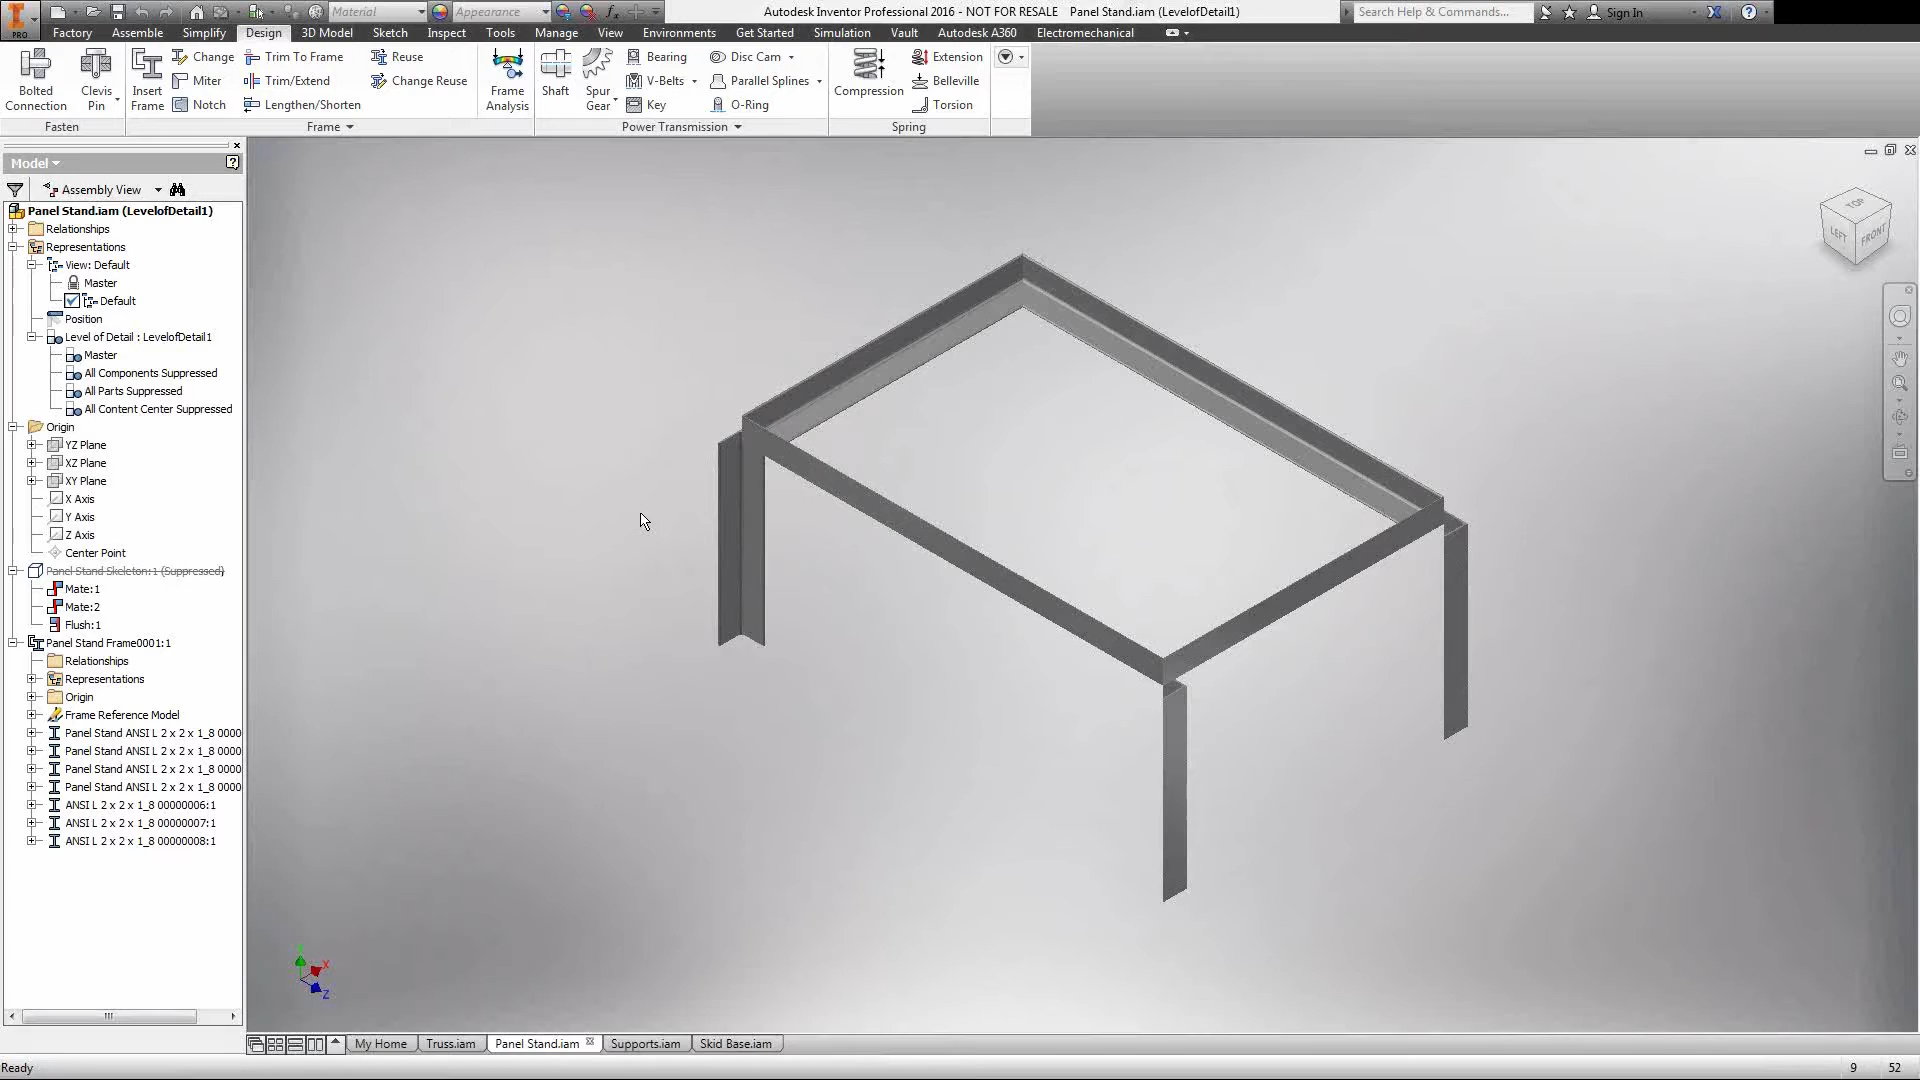 Material
Appearance
Autodesk Inventor Professional 2016 - NOT FOR RESALE Panel Stand.iam (LevelofDetail1)
Search Help & Commands...
Sign In
PRO
Factory Assemble Simplify Design 3D Model Sketch Inspect Tools Manage View Environments Get Started Simulation Vault Autodesk A360 Electromechanical
Bolted Connection
Clevis Pin
Fasten
Insert Frame
Change
Miter
Notch
Trim To Frame
Trim/Extend
Lengthen/Shorten
Reuse
Change Reuse
Frame
Frame Analysis
Shaft
Spur Gear
Bearing
V-Belts
Key
Disc Cam
Parallel Splines
O-Ring
Power Transmission
Compression
Extension
Belleville
Torsion
Spring
Model
Assembly View
Panel Stand.iam (LevelofDetail1)
Relationships
Representations
View: Default
Master
Default
Position
Level of Detail : LevelofDetail1
Master
All Components Suppressed
All Parts Suppressed
All Content Center Suppressed
Origin
YZ Plane
XZ Plane
XY Plane
X Axis
Y Axis
Z Axis
Center Point
Panel Stand Skeleton:1 (Suppressed)
Mate:1
Mate:2
Flush:1
Panel Stand Frame0001:1
Relationships
Representations
Origin
Frame Reference Model
Panel Stand ANSI L 2 x 2 x 1_8 0000
Panel Stand ANSI L 2 x 2 x 1_8 0000
Panel Stand ANSI L 2 x 2 x 1_8 0000
Panel Stand ANSI L 2 x 2 x 1_8 0000
ANSI L 2 x 2 x 1_8 00000006:1
ANSI L 2 x 2 x 1_8 00000007:1
ANSI L 2 x 2 x 1_8 00000008:1
TOP
LEFT
FRONT
X
Z
My Home
Truss.iam
Panel Stand.iam
Supports.iam
Skid Base.iam
Ready
9
52